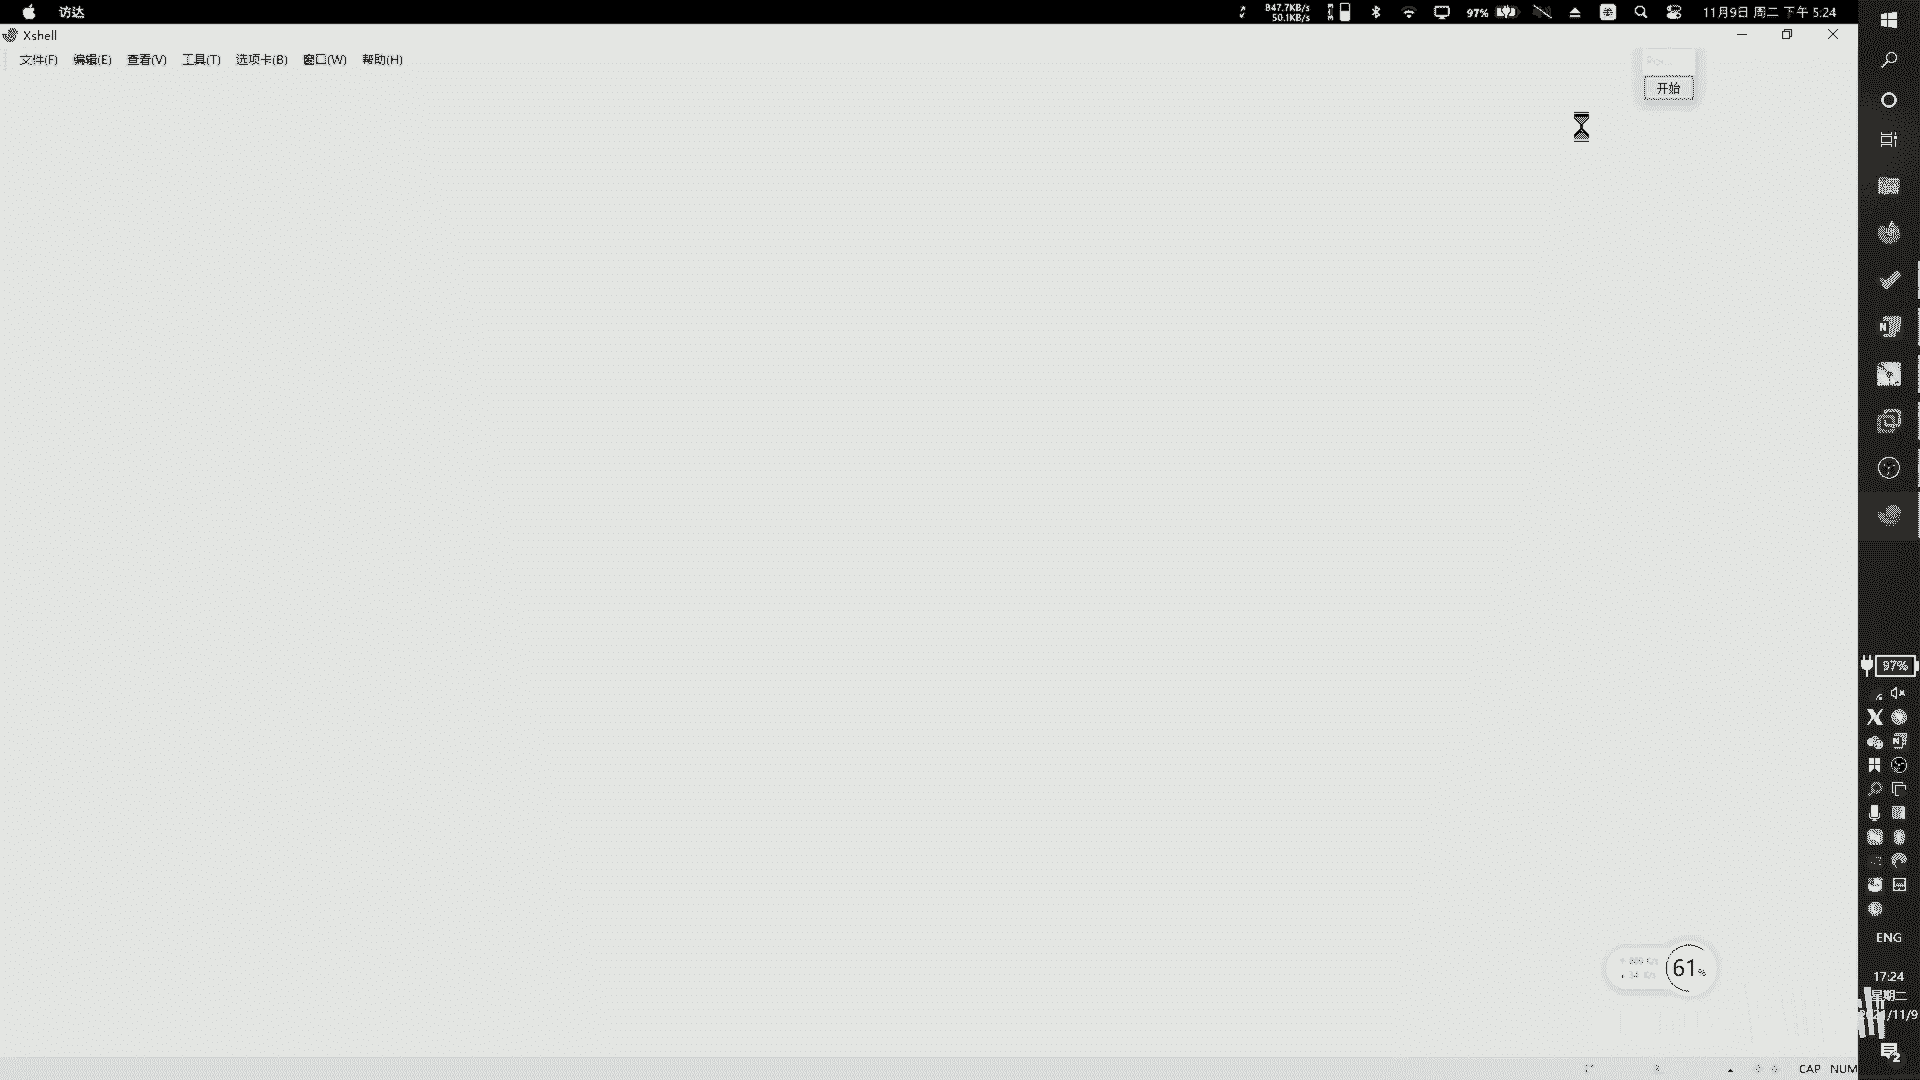 访达
847.7KB/s
50.1KB/s
97%
11月9日 周二 下午 5:24
Xshell
文件(F) 编辑(E) 查看(V) 工具(T) 选项卡(B) 窗口(W) 帮助(H)
开始
97%
61%
ENG
17:24
星期二
/11/9
2
CAP NUM